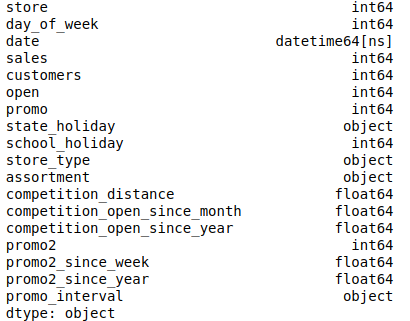 store int64
day_of_week int64
date datetime64[ns]
sales int64
customers int64
open int64
promo int64
state_holiday object
school_holiday int64
store_type object
assortment object
competition_distance float64
competition_open_since_month float64
competition_open_since_year float64
promo2 int64
promo2_since_week float64
promo2_since_year float64
promo_interval object
dtype: object